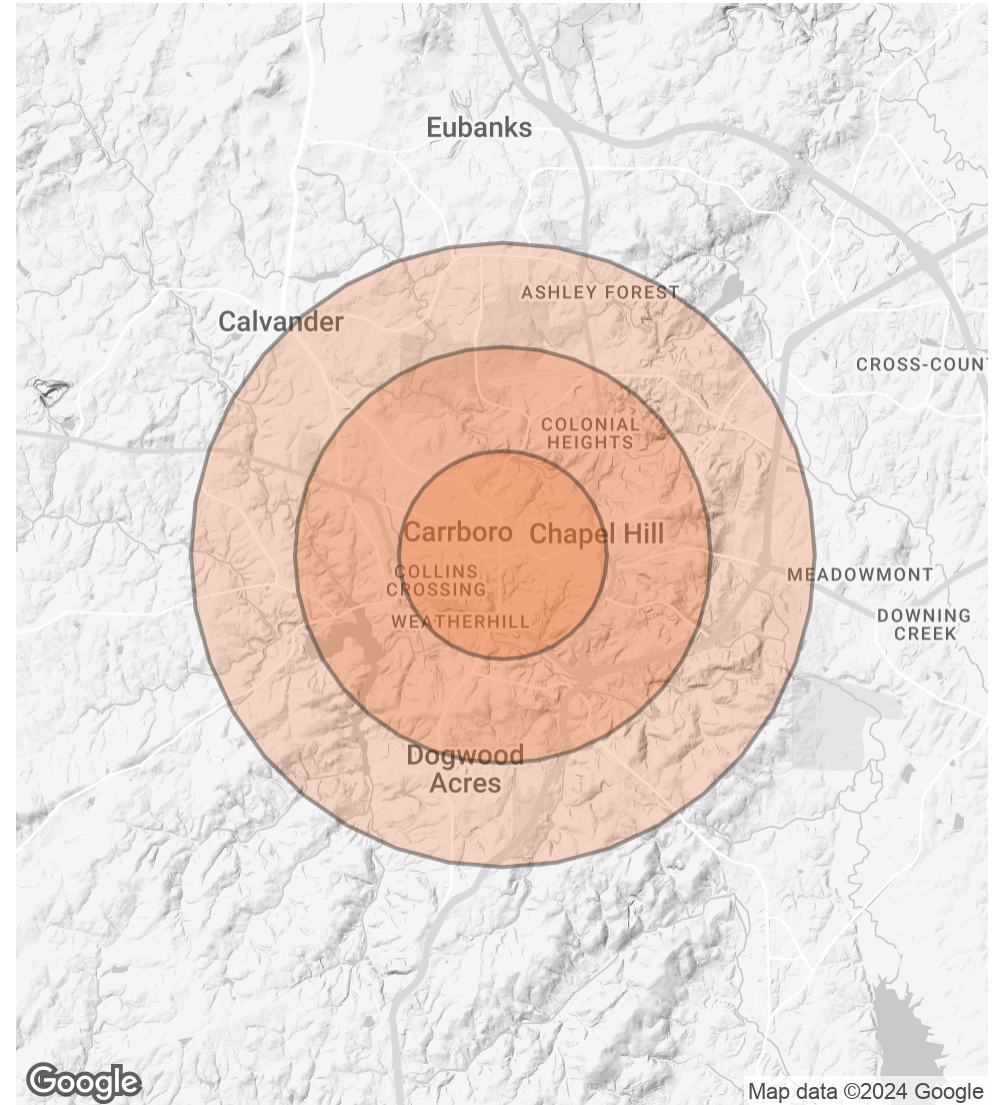 Eubanks
ASHLEY FOREST
Calvander
CROSS-COUN
COLONIAL
HEIGHTS
Carrboro
Chapel Hill
COLLINS
CROSSING
MEADOWMONT
WEATHERHILL
DOWNING
CREEK
Dogwood
Acres
Google
Map data ©2024 Google